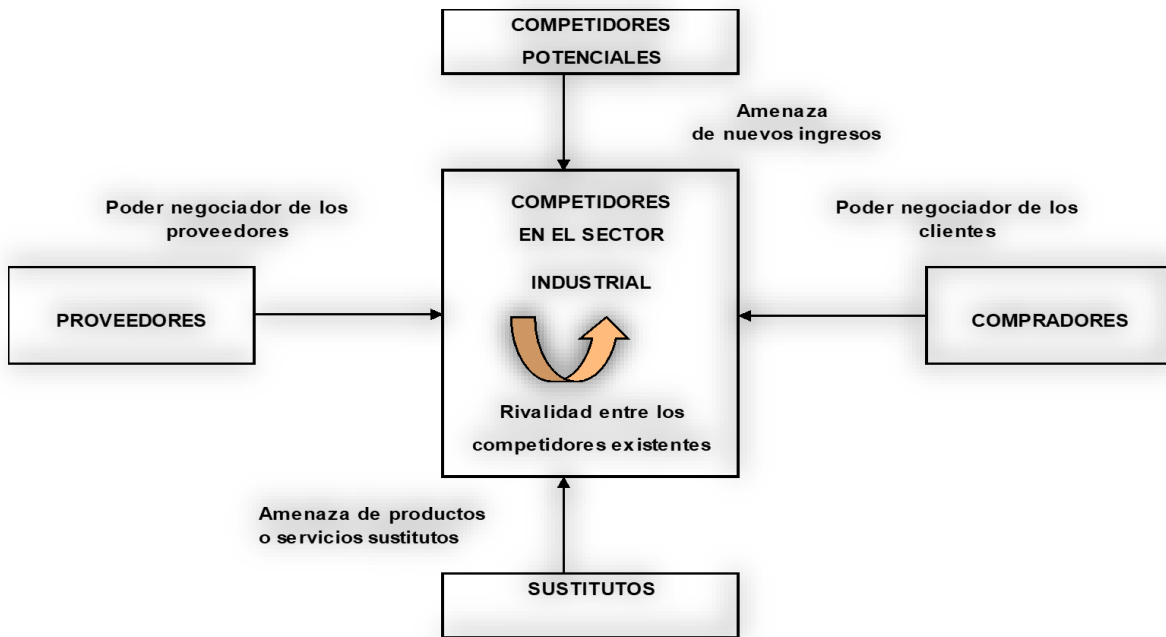 COMPETIDORES
POTENCIALES
Amenaza
de nuevos ingresos
Poder negociador de los
proveedores
COMPETIDORES
EN EL SECTOR
INDUSTRIAL
Poder negociador de los
clientes
PROVEEDORES
COMPRADORES
Rivalidad entre los
competidores existentes
Amenaza de productos
o servicios sustitutos
SUSTITUTOS